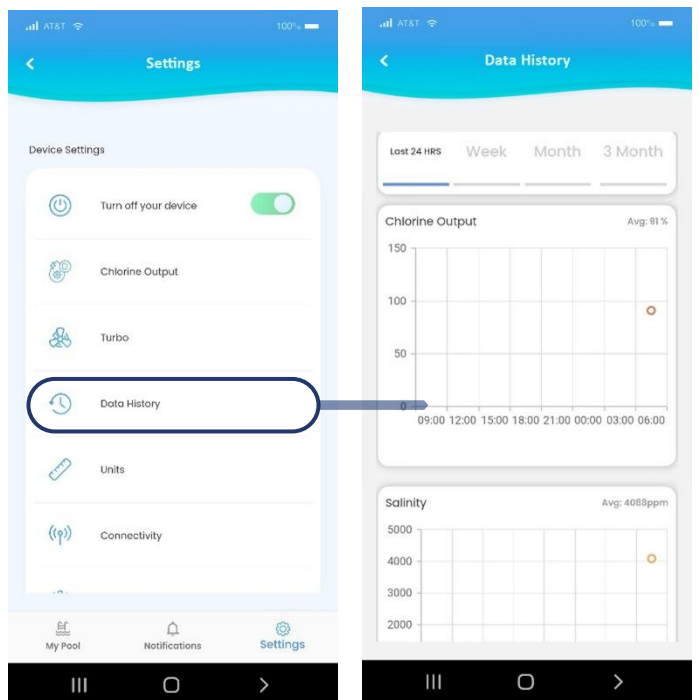 AT&T 100%
Settings
Device Settings
Turn off your device
Chlorine Output
Turbo
Data History
Units
Connectivity
My Pool Notifications Settings
AT&T 100%
Data History
Last 24 HRS Week Month 3 Month
Chlorine Output Avg: 91 %
150
100
50
0
09:00 12:00 15:00 18:00 21:00 00:00 03:00 06:00
Salinity Avg: 4088ppm
5000
4000
3000
2000